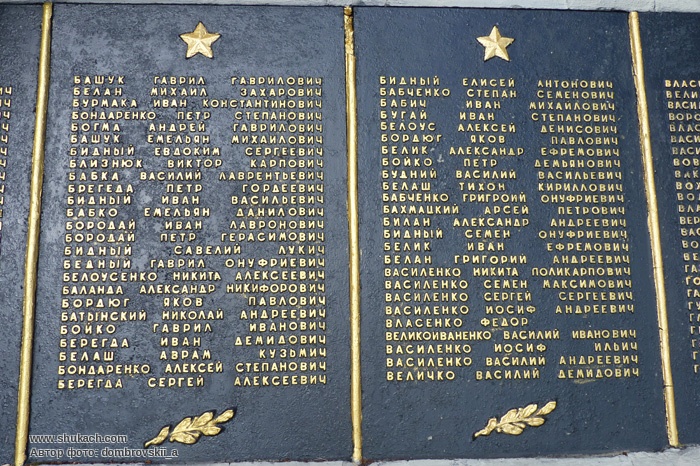 БАШУК ГАВРИЛ ГАВРИЛОВИЧ
БЕЛАН МИХАИЛ ЗАХАРОВИЧ
БУРМАКА ИВАН КОНСТАНТИНОВИЧ
БОНДАРЕНКО ПЕТР СТЕПАНОВИЧ
БОГМА АНДРЕЙ ГАВРИЛОВИЧ
БАШУК ЕМЕЛЬЯН МИХАЙЛОВИЧ
БИДНЫЙ ЕВДОКИМ СЕРГЕЕВИЧ
БЛИЗНЮК ВИКТОР КАРПОВИЧ
БАБКА ВАСИЛИЙ ЛАВРЕНТЬЕВИЧ
БРЕГЕДА ПЕТР ГОРДЕЕВИЧ
БИДНЫЙ ИВАН ВАСИЛЬЕВИЧ
БАБКО ЕМЕЛЬЯН ДАНИЛОВИЧ
БОРОДАЙ ИВАН ЛАВРОНОВИЧ
БОРОДАЙ ПЕТР ГЕРАСИМОВИЧ
БИДНЫЙ САВЕЛИЙ ЛУКИЧ
БЕДНЫЙ ГАВРИЛ ОНУФРИЕВИЧ
БЕЛОУСЕНКО НИКИТА АЛЕКСЕЕВИЧ
БАЛАНДА АЛЕКСАНДР НИКИФОРОВИЧ
БОРДЮГ ЯКОВ ПАВЛОВИЧ
БАТЫНСКИЙ НИКОЛАЙ АНДРЕЕВИЧ
БОЙКО ГАВРИЛ ИВАНОВИЧ
БЕРЕГДА ИВАН ДЕМИДОВИЧ
БЕЛАШ АВРАМ КУЗЬМИЧ
БОНДАРЕНКО АЛЕКСЕЙ СТЕПАНОВИЧ
БЕРЕГДА СЕРГЕЙ АЛЕКСЕЕВИЧ
БИДНЫЙ ЕЛИСЕЙ АНТОНОВИЧ
БАБЧЕНКО СТЕПАН СЕМЕНОВИЧ
БАБИЧ ИВАН МИХАИЛОВИЧ
БУГАЙ ИВАН СТЕПАНОВИЧ
БЕЛОУС АЛЕКСЕЙ ДЕНИСОВИЧ
БОРДЮГ ЯКОВ ПАВЛОВИЧ
БЕЛИК АЛЕКСАНДР ЕФРЕМОВИЧ
БОЙКО ПЕТР ДЕМЬЯНОВИЧ
БУДНИЙ ВАСИЛИЙ ВАСИЛЬЕВИЧ
БЕЛАШ ТИХОН КИРИЛЛОВИЧ
БАБЧЕНКО ГРИГРОИЙ ОНУФРИЕВИЧ
БАХМАЦКИЙ АРСЕЙ ПЕТРОВИЧ
БИЛАН АЛЕКСАНДР АНДРЕЕВИЧ
БИДНЫЙ СЕМЕН ОНУФРИЕВИЧ
БЕЛИК ИВАН ЕФРЕМОВИЧ
БЕЛАН ГРИГОРИЙ АНДРЕЕВИЧ
ВАСИЛЕНКО НИКИТА ПОЛИКАРПОВИЧ
ВАСИЛЕНКО СЕМЕН МАКСИМОВИЧ
ВАСИЛЕНКО СЕРГЕЙ СЕРГЕЕВИЧ
ВАСИЛЕНКО ИОСИФ АНДРЕЕВИЧ
ВЛАСЕНКО ФЕДОР
ВЕЛИКОИВАНЕНКО ВАСИЛИЙ ИВАНОВИЧ
ВАСИЛЕНКО ИОСИФ ИЛЬИЧ
ВАСИЛЕНКО ВАСИЛИЙ АНДРЕЕВИЧ
ВЕЛИЧКО ВАСИЛИЙ ДЕМИДОВИЧ
www.shukach.com
Автор фото: dombrovskii_a